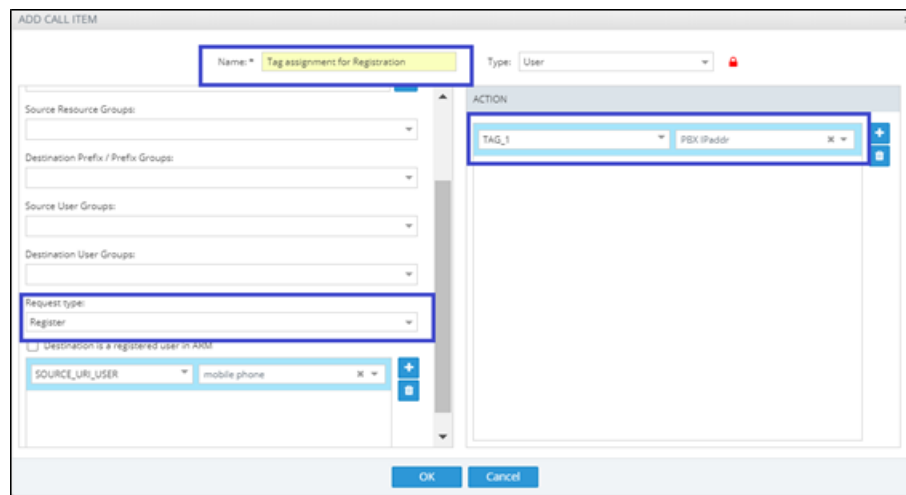 ADD CALL ITEM
Name: * Tag assignment for Registration Type: User
Source Resource Groups:
Destination Prefix / Prefix Groups:
Source User Groups:
Destination User Groups:
Request type:
Register
Destination is a registered user in ARM
SOURCE_URI_USER mobile phone
ACTION
TAG_1 PBX IPaddr
OK Cancel